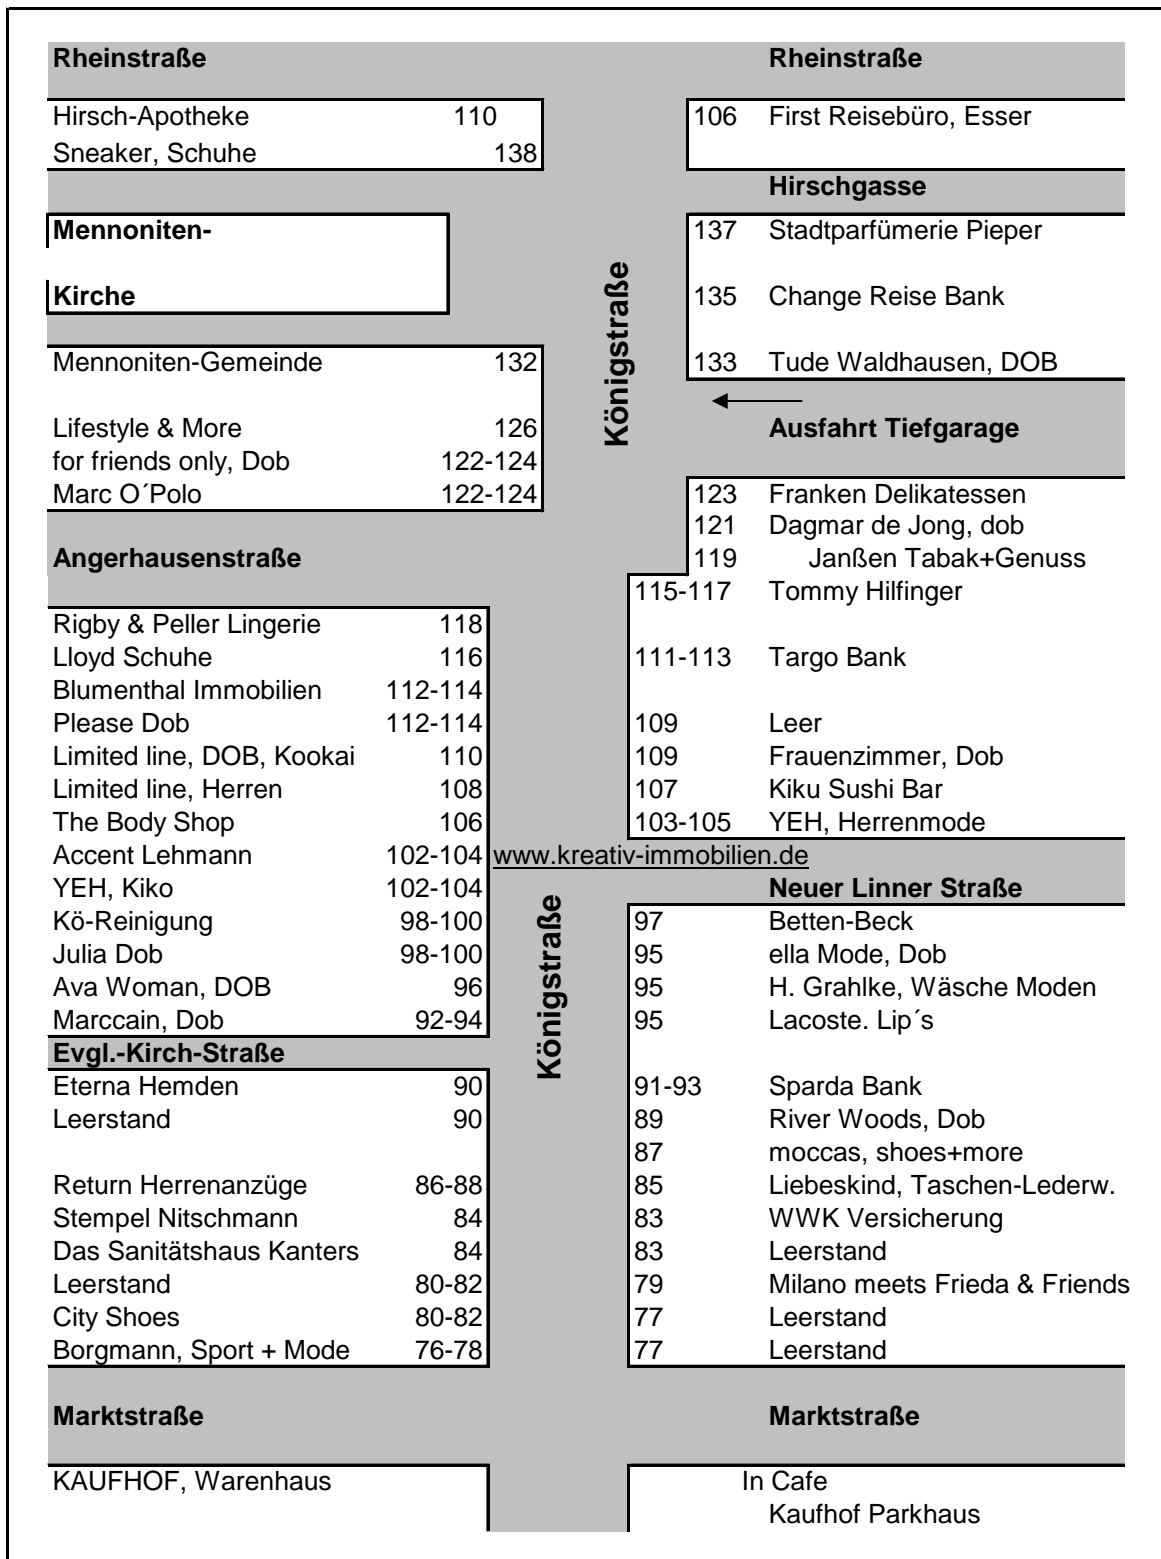 Rheinstraße Rheinstraße
Hirsch-Apotheke 110 106 First Reisebüro, Esser
Sneaker, Schuhe 138
Hirschgasse
Mennoniten- 137 Stadtparfümerie Pieper
Kirche 135 Change Reise Bank
Königstraße
Mennoniten-Gemeinde 132 133 Tude Waldhausen, DOB
Lifestyle & More 126 Ausfahrt Tiefgarage
for friends only, Dob 122-124
Marc O´Polo 122-124 123 Franken Delikatessen
121 Dagmar de Jong, dob
Angerhausenstraße 119 Janßen Tabak+Genuss
115-117 Tommy Hilfinger
Rigby & Peller Lingerie 118
Lloyd Schuhe 116 111-113 Targo Bank
Blumenthal Immobilien 112-114
Please Dob 112-114 109 Leer
Limited line, DOB, Kookai 110 109 Frauenzimmer, Dob
Limited line, Herren 108 107 Kiku Sushi Bar
The Body Shop 106 103-105 YEH, Herrenmode
Accent Lehmann 102-104 www.kreativ-immobilien.de
YEH, Kiko 102-104 Neuer Linner Straße
Kö-Reinigung 98-100 97 Betten-Beck
Julia Dob 98-100 95 ella Mode, Dob
Königstraße
Ava Woman, DOB 96 95 H. Grahlke, Wäsche Moden
Marccain, Dob 92-94 95 Lacoste. Lip´s
Evgl.-Kirch-Straße
Eterna Hemden 90 91-93 Sparda Bank
Leerstand 90 89 River Woods, Dob
87 moccas, shoes+more
Return Herrenanzüge 86-88 85 Liebeskind, Taschen-Lederw.
Stempel Nitschmann 84 83 WWK Versicherung
Das Sanitätshaus Kanters 84 83 Leerstand
Leerstand 80-82 79 Milano meets Frieda & Friends
City Shoes 80-82 77 Leerstand
Borgmann, Sport + Mode 76-78 77 Leerstand
Marktstraße Marktstraße
KAUFHOF, Warenhaus In Cafe
Kaufhof Parkhaus